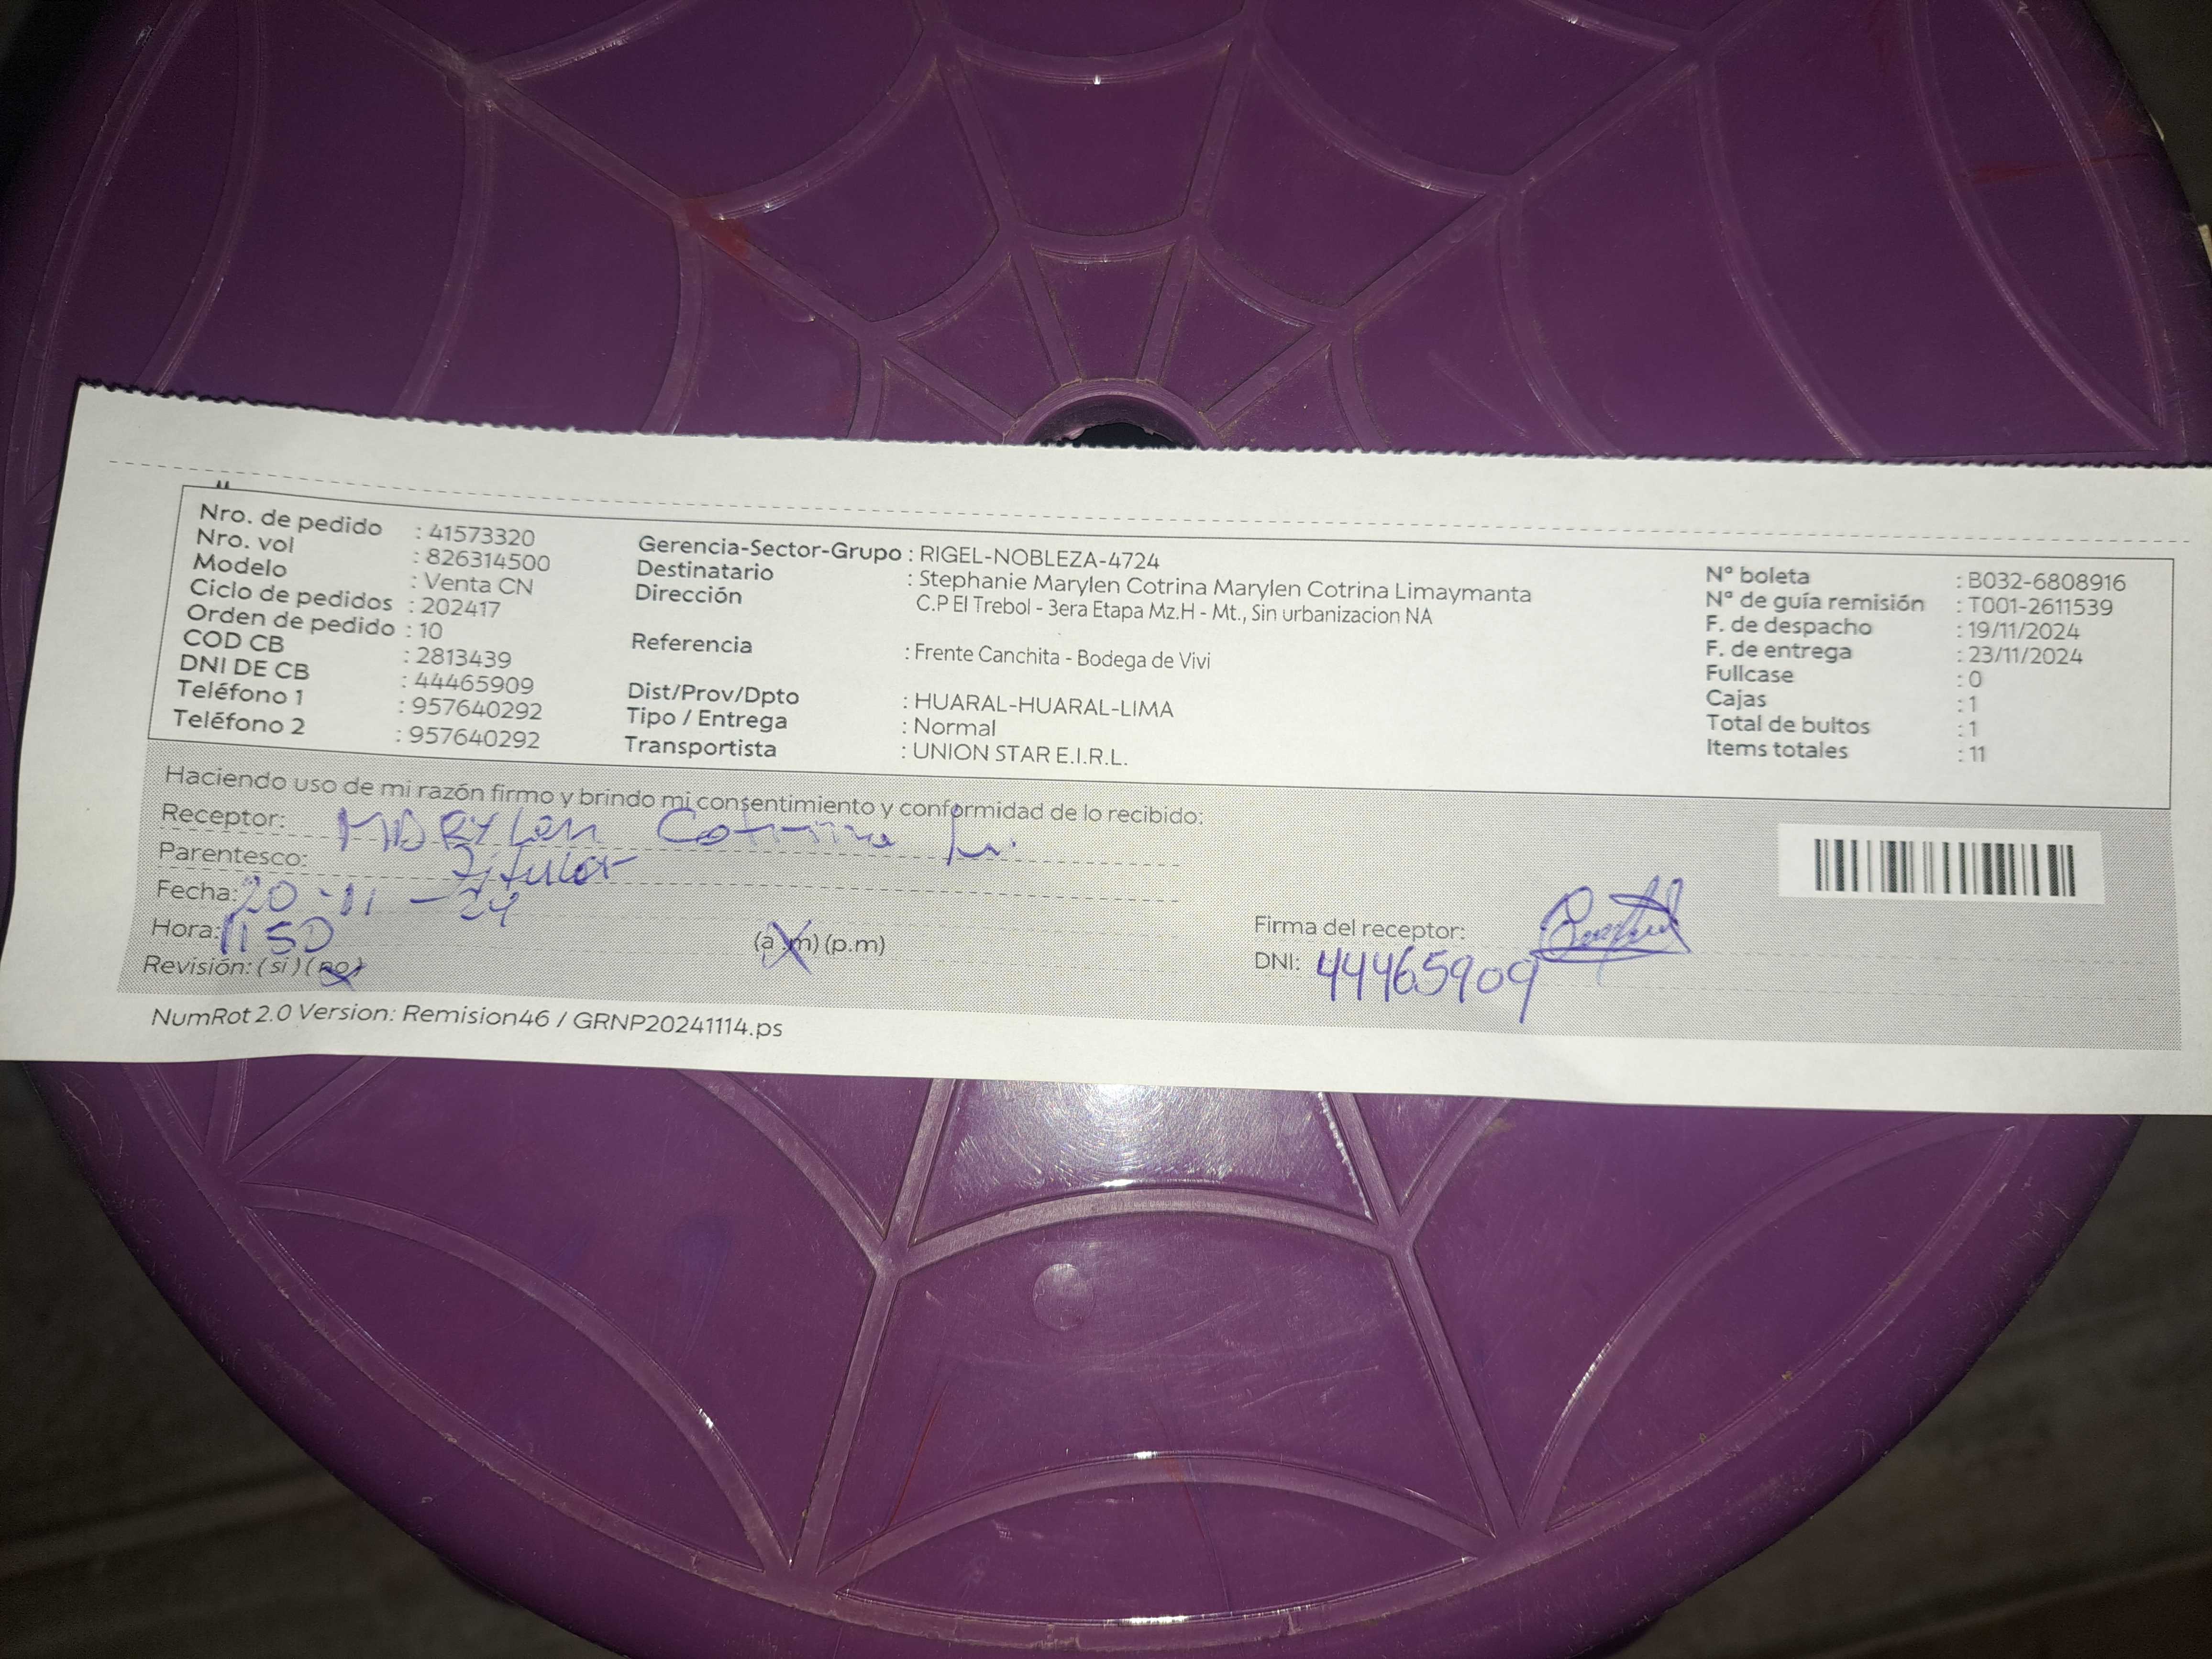 Nro. de pedido : 41573320
Nro. vol : 826314500
Modelo : Venta CN
Ciclo de pedidos : 202417
Orden de pedido : 10
COD CB : 2813439
DNI DE CB : 44465909
Teléfono 1 : 957640292
Teléfono 2 : 957640292
Gerencia-Sector-Grupo : RIGEL-NOBLEZA-4724
Destinatario : Stephanie Marylen Cotrina Marylen Cotrina Limaymanta
Dirección : C.P El Trebol - 3era Etapa Mz.H - Mt., Sin urbanizacion NA
Referencia : Frente Canchita - Bodega de Vivi
Dist/Prov/Dpto : HUARAL-HUARAL-LIMA
Tipo / Entrega : Normal
Transportista : UNION STAR E.I.R.L.
Nº boleta : B032-6808916
Nº de guía remisión : T001-2611539
F. de despacho : 19/11/2024
F. de entrega : 23/11/2024
Fullcase : 0
Cajas : 1
Total de bultos : 1
Items totales : 11
Haciendo uso de mi razón firmo y brindo mi consentimiento y conformidad de lo recibido:
Receptor: MARYLen Cotrina
Parentesco: Titular
Fecha: 20-11-24
Hora: 1150 (a.m) (p.m)
Revisión: (si) (no)
Firma del receptor:
DNI: 44465909
NumRot 2.0 Version: Remision46 / GRNP20241114.ps